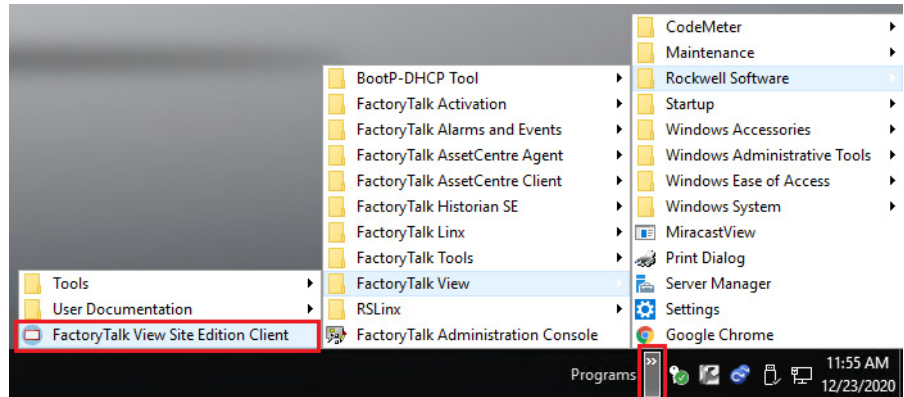 CodeMeter
Maintenance
Rockwell Software
Startup
Windows Accessories
Windows Administrative Tools
Windows Ease of Access
Windows System
MiracastView
Print Dialog
Server Manager
Settings
Google Chrome
BootP-DHCP Tool
FactoryTalk Activation
FactoryTalk Alarms and Events
FactoryTalk AssetCentre Agent
FactoryTalk AssetCentre Client
FactoryTalk Historian SE
FactoryTalk Linx
FactoryTalk Tools
FactoryTalk View
RSLinx
FactoryTalk Administration Console
Tools
User Documentation
FactoryTalk View Site Edition Client
Programs
»
11:55 AM
12/23/2020